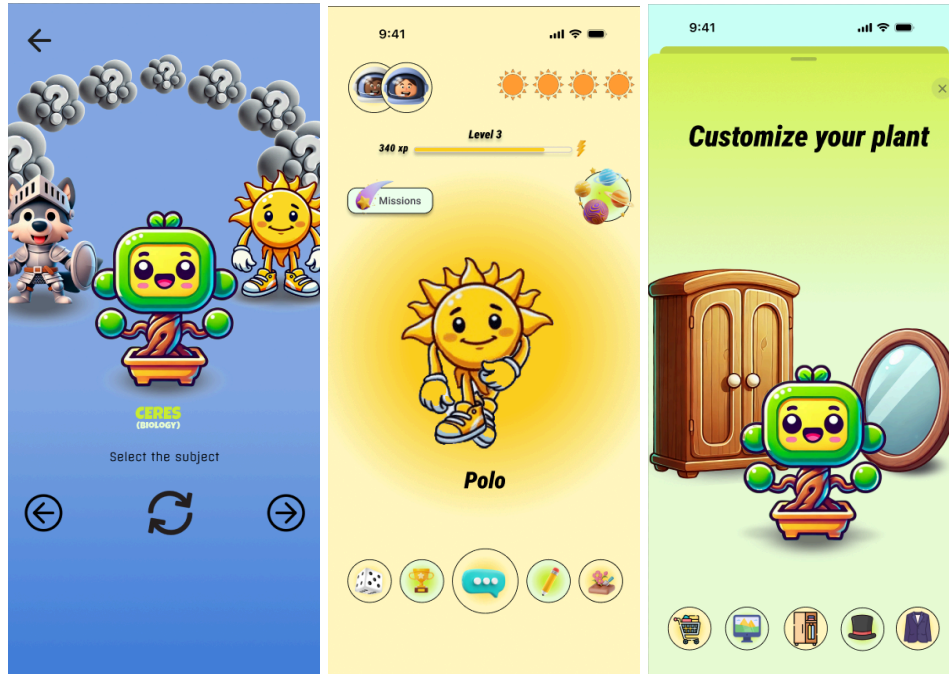 CERES
(BIOLOGY)
Select the subject
9:41
Level 3
340 xp
Missions
Polo
9:41
Customize your plant